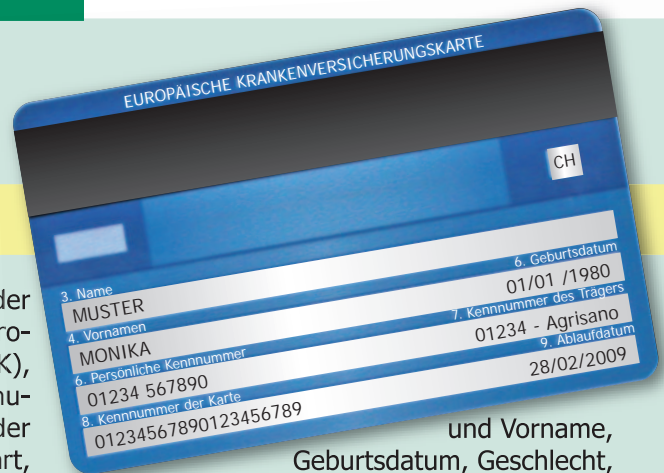 EUROPÄISCHE KRANKENVERSICHERUNGSKARTE
CH
3. Name
MUSTER
6. Geburtsdatum
4. Vornamen
01/01 /1980
MONIKA
7. Kennnummer des Trägers
6. Persönliche Kennnummer
01234 - Agrisano
01234 567890
9. Ablaufdatum
8. Kennnummer der Karte
28/02/2009
01234567890123456789
der
ro-
K),
nu-
der
art,
und Vorname,
Geburtsdatum, Geschlecht,